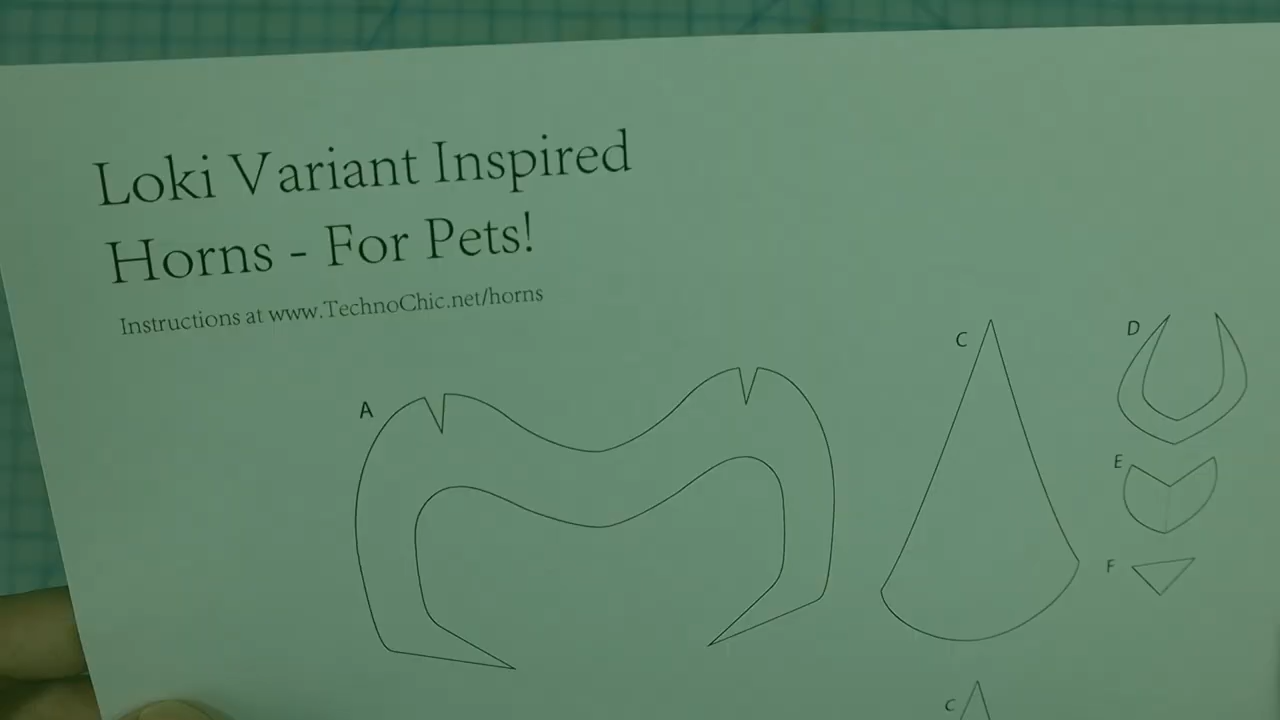 Loki Variant Inspired
Horns - For Pets!
Instructions at www.TechnoChic.net/horns
A
C
D
E
F
C